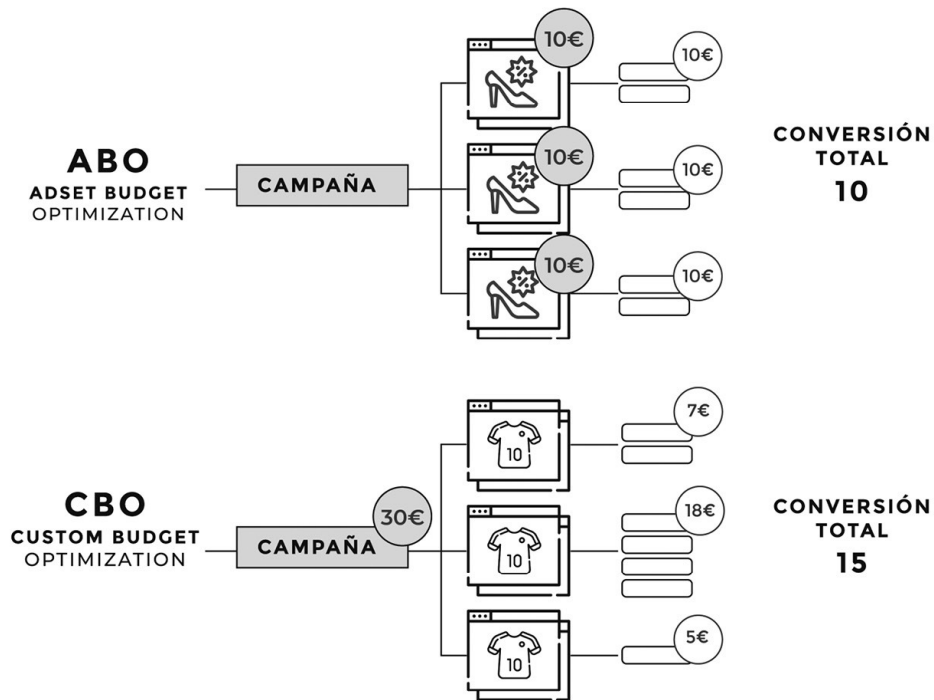 ABO
ADSET BUDGET
OPTIMIZATION
CAMPAÑA
10€
10€
10€
10€
10€
10€
CONVERSIÓN
TOTAL
10
CBO
CUSTOM BUDGET
OPTIMIZATION
CAMPAÑA
30€
10
7€
10
18€
10
5€
CONVERSIÓN
TOTAL
15